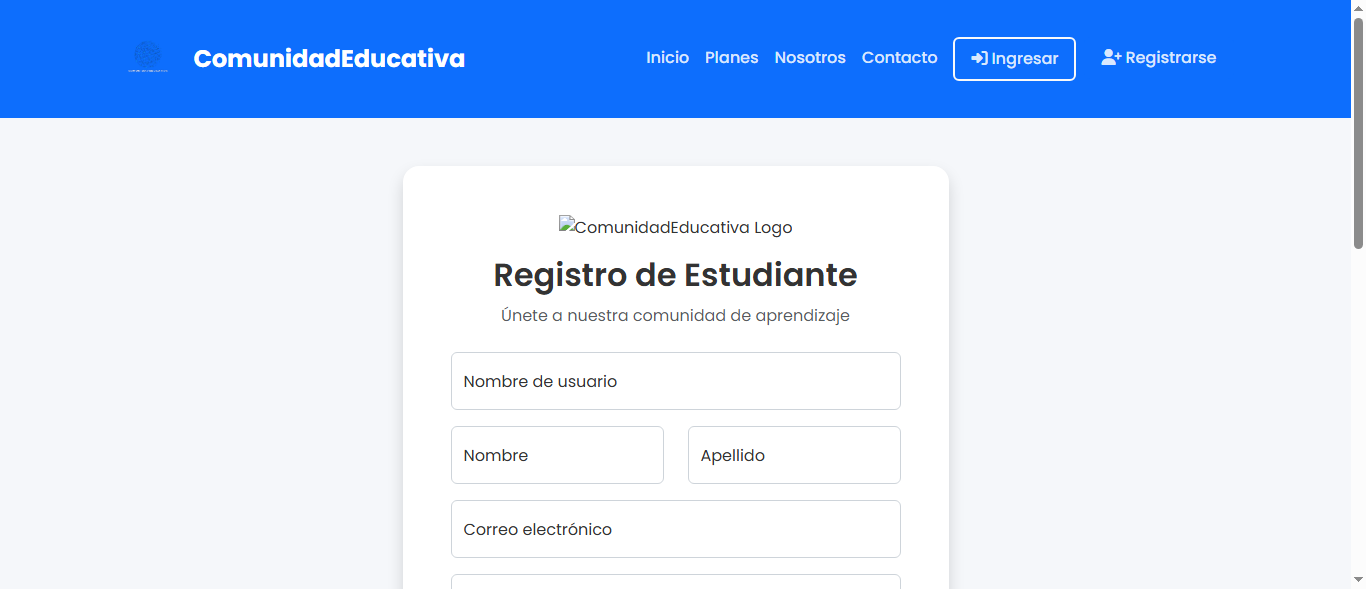 ComunidadEducativa
Inicio Planes Nosotros Contacto Ingresar Registrarse
ComunidadEducativa Logo
Registro de Estudiante
Únete a nuestra comunidad de aprendizaje
Nombre de usuario
Nombre Apellido
Correo electrónico